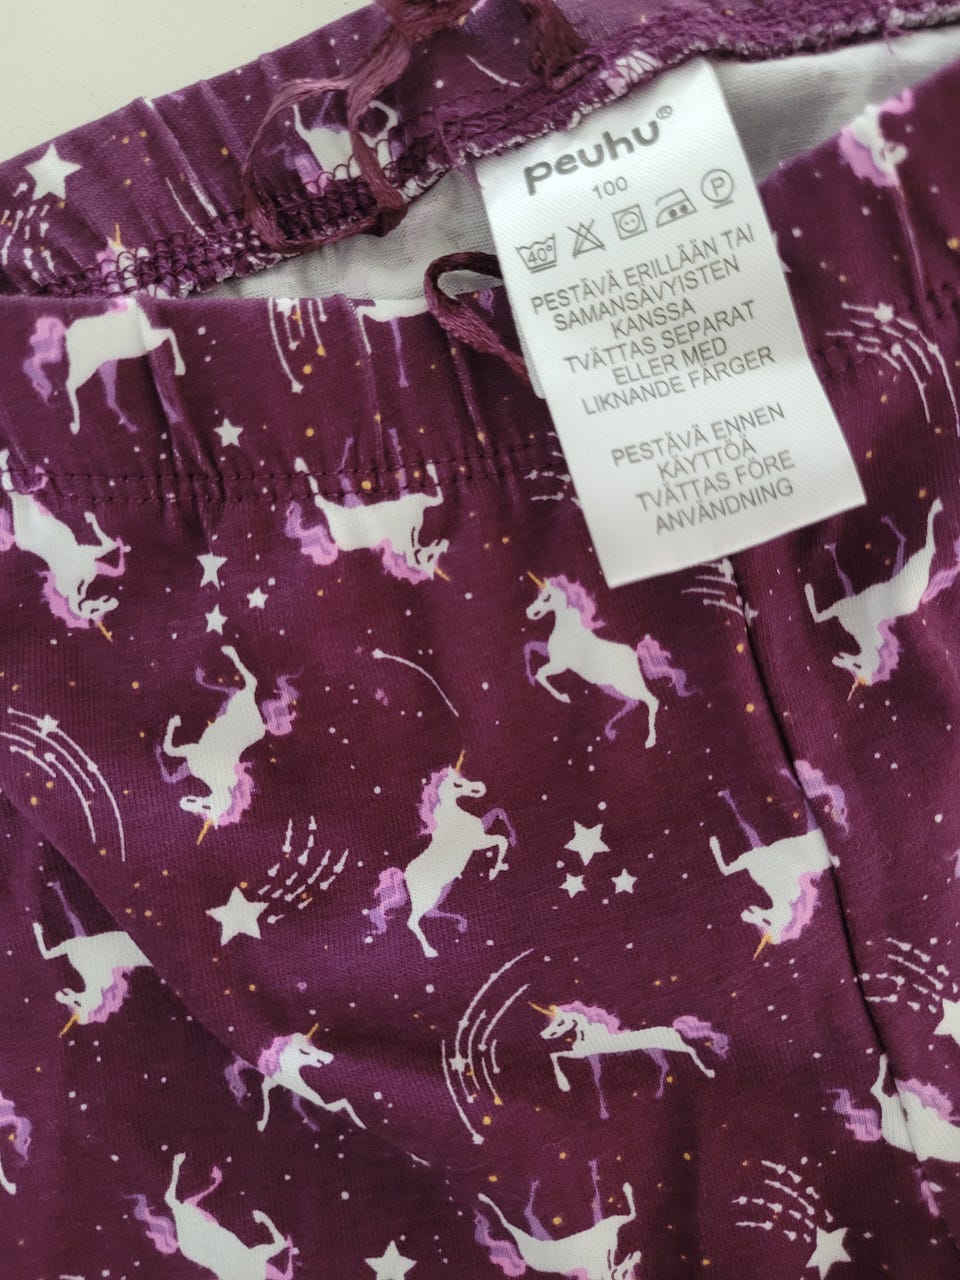 peuhu®
100
40° P
PESTÄVÄ ERILLÄÄN TAI
SAMANSÄVYISTEN
KANSSA
TVÄTTAS SEPARAT
ELLER MED
LIKNANDE FÄRGER
PESTÄVÄ ENNEN
KÄYTTÖÄ
TVÄTTAS FÖRE
ANVÄNDNING